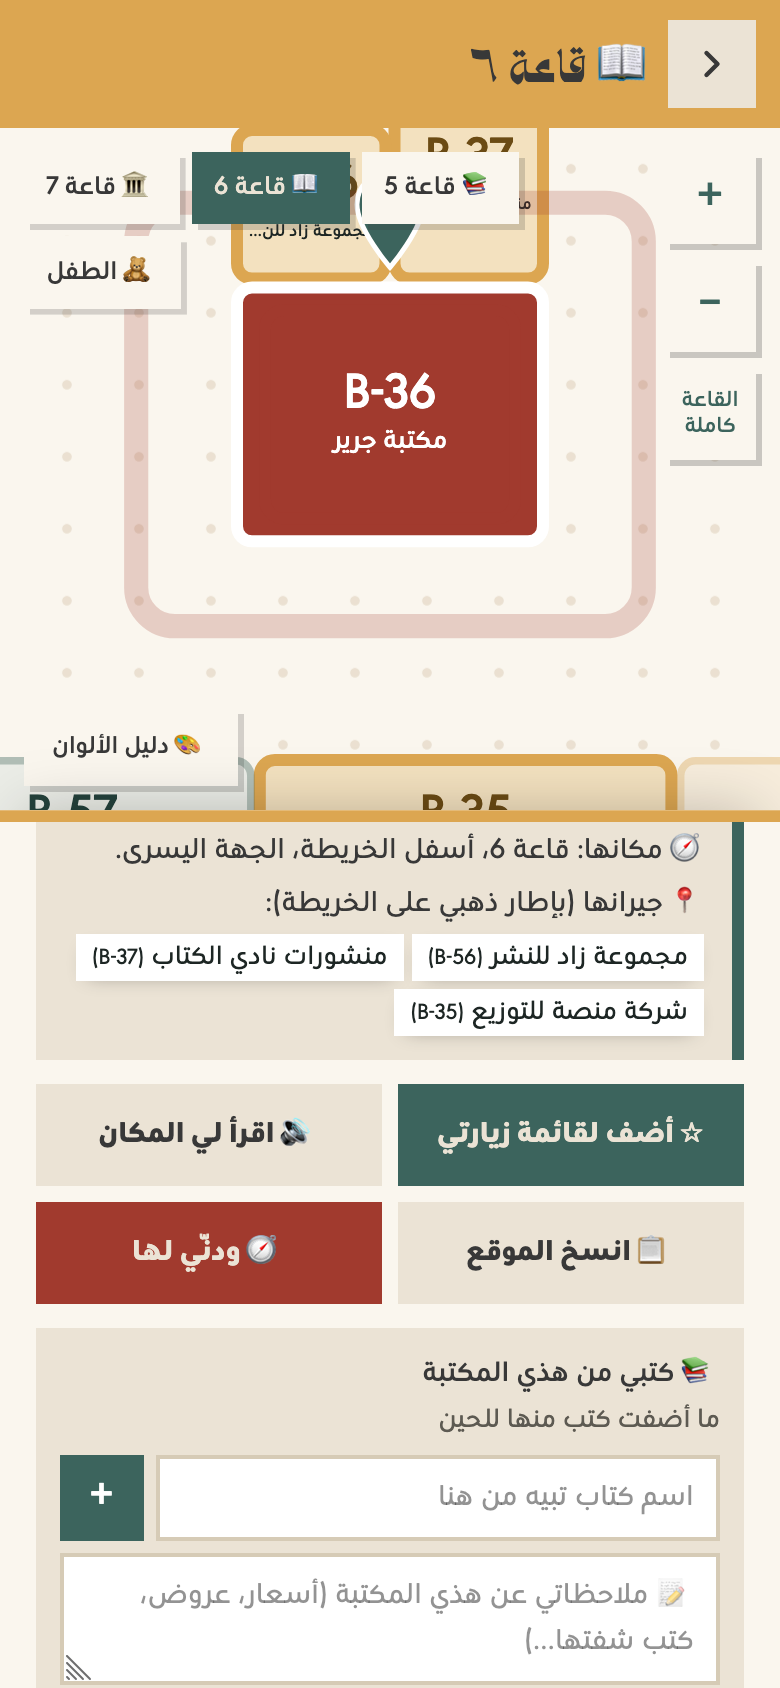 📖 قاعة ٦
📚 قاعة 5
📖 قاعة 6
🏛️ قاعة 7
🧸 الطفل
+
−
القاعة
كاملة
B-37
جموعة زاد للن...
B-36
مكتبة جرير
🎨 دليل الألوان
B-35
B-57
🧭 مكانها: قاعة 6، أسفل الخريطة، الجهة اليسرى.
📍 جيرانها (بإطار ذهبي على الخريطة):
مجموعة زاد للنشر (B-56)
منشورات نادي الكتاب (B-37)
شركة منصة للتوزيع (B-35)
☆ أضف لقائمة زيارتي
🔊 اقرأ لي المكان
📋 انسخ الموقع
🧭 ودنّي لها
📚 كتبي من هذي المكتبة
ما أضفت كتب منها للحين
اسم كتاب تبيه من هنا
+
📝 ملاحظاتي عن هذي المكتبة (أسعار، عروض،
كتب شفتها...)